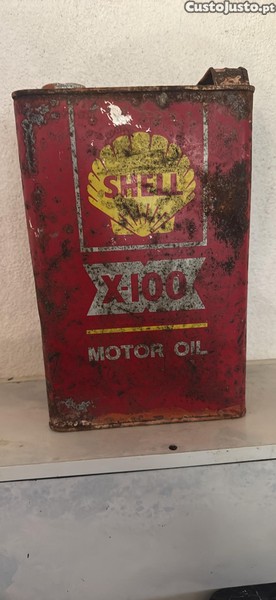 CustoJusto.pt
SHELL
X-100
MOTOR OIL